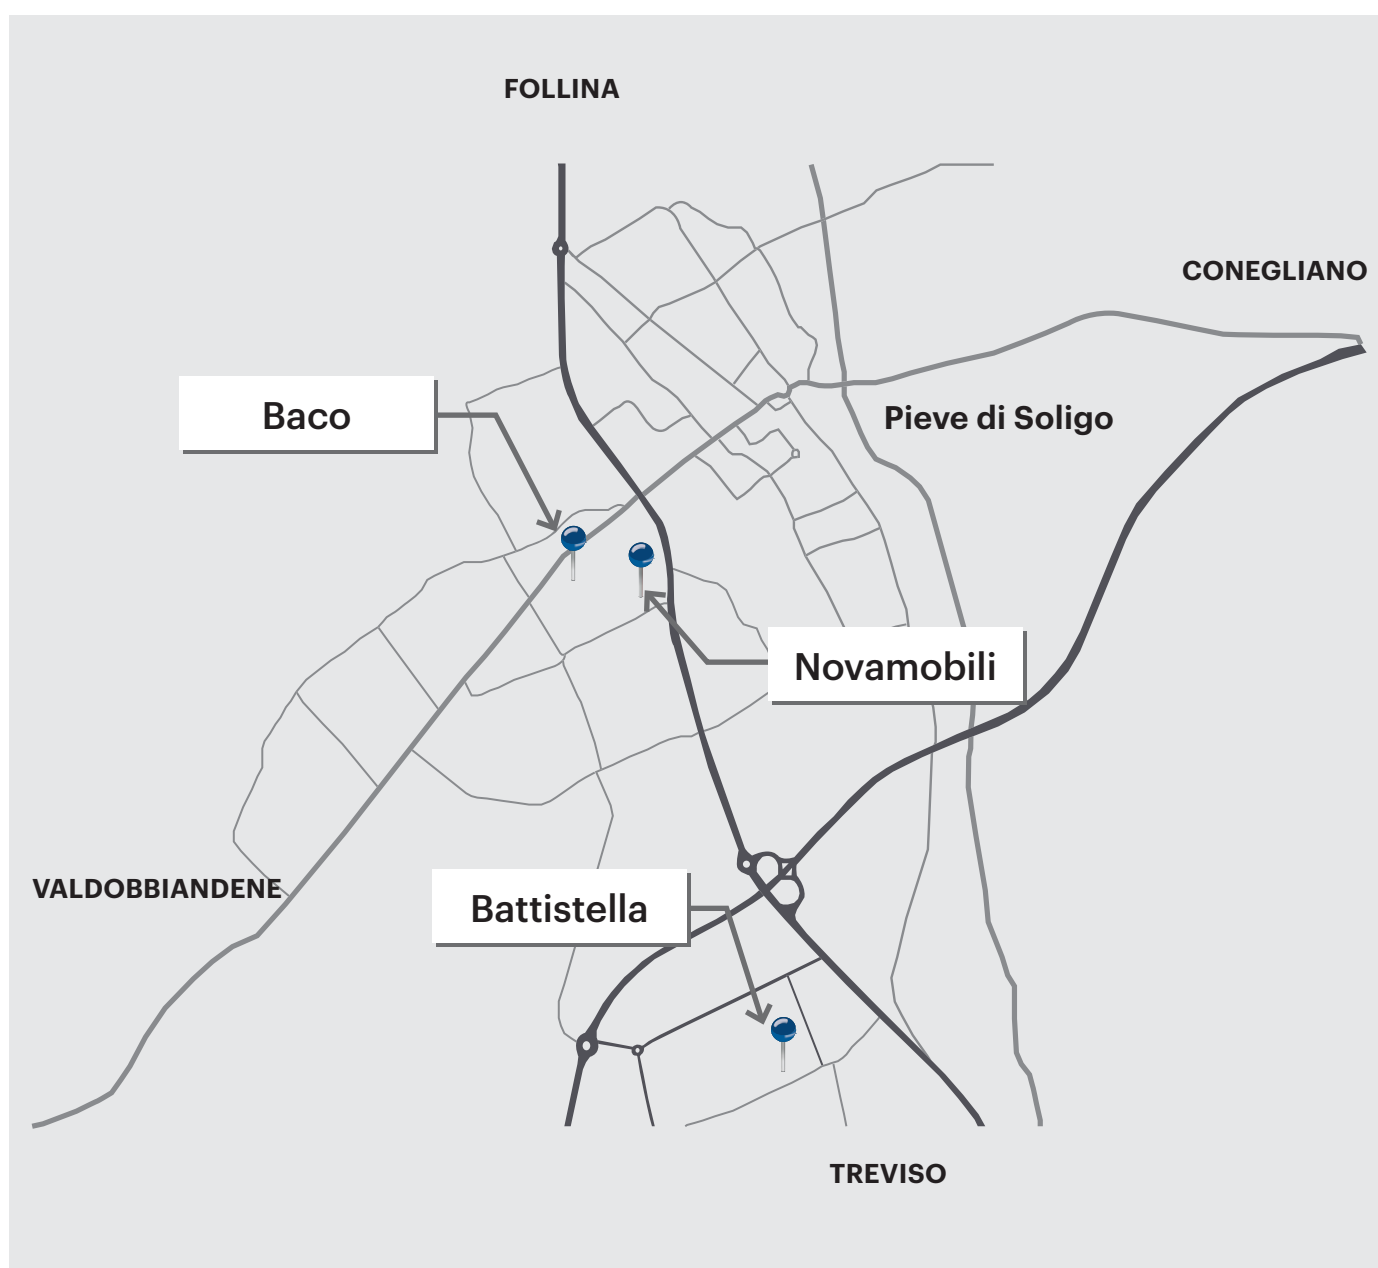 FOLLINA
CONEGLIANO
Baco
Pieve di Soligo
Novamobili
VALDOBBIANDENE
Battistella
TREVISO